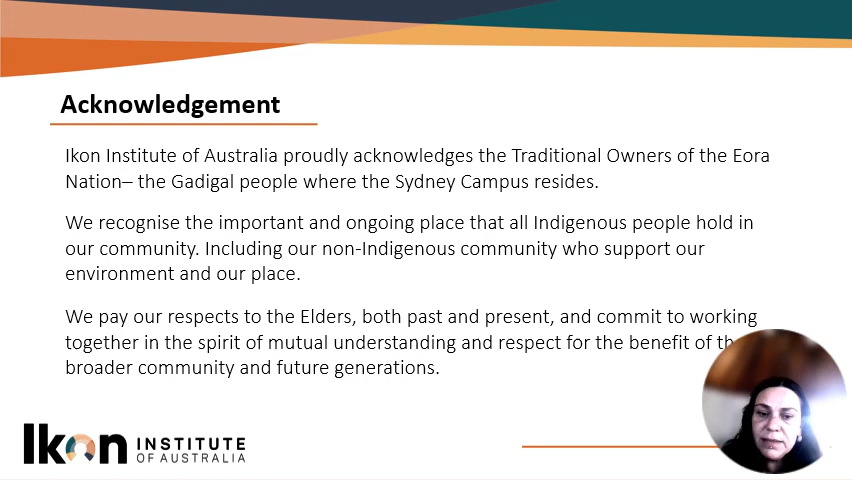 Acknowledgement
Ikon Institute of Australia proudly acknowledges the Traditional Owners of the Eora
Nation– the Gadigal people where the Sydney Campus resides.
We recognise the important and ongoing place that all Indigenous people hold in
our community. Including our non-Indigenous community who support our
environment and our place.
We pay our respects to the Elders, both past and present, and commit to working
together in the spirit of mutual understanding and respect for the benefit of
broader community and future generations.
Ikon INSTITUTE
OF AUSTRALIA